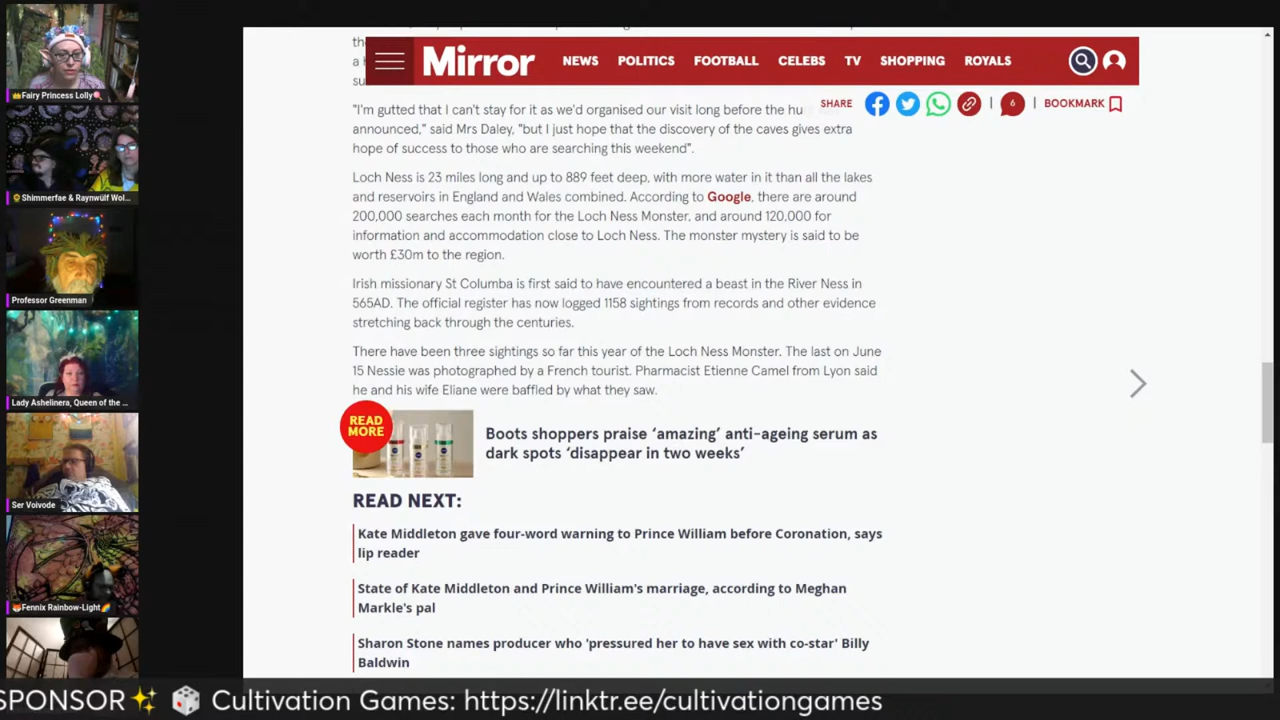 Mirror
NEWS POLITICS FOOTBALL CELEBS TV SHOPPING ROYALS
SHARE 6 BOOKMARK
"I'm gutted that I can't stay for it as we'd organised our visit long before the hu
announced," said Mrs Daley, "but I just hope that the discovery of the caves gives extra
hope of success to those who are searching this weekend".
Loch Ness is 23 miles long and up to 889 feet deep, with more water in it than all the lakes
and reservoirs in England and Wales combined. According to Google, there are around
200,000 searches each month for the Loch Ness Monster, and around 120,000 for
information and accommodation close to Loch Ness. The monster mystery is said to be
worth £30m to the region.
Irish missionary St Columba is first said to have encountered a beast in the River Ness in
565AD. The official register has now logged 1158 sightings from records and other evidence
stretching back through the centuries.
There have been three sightings so far this year of the Loch Ness Monster. The last on June
15 Nessie was photographed by a French tourist. Pharmacist Etienne Camel from Lyon said
he and his wife Eliane were baffled by what they saw.
READ
MORE
Boots shoppers praise ‘amazing’ anti-ageing serum as
dark spots ‘disappear in two weeks’
READ NEXT:
Kate Middleton gave four-word warning to Prince William before Coronation, says
lip reader
State of Kate Middleton and Prince William's marriage, according to Meghan
Markle's pal
Sharon Stone names producer who 'pressured her to have sex with co-star' Billy
Baldwin
Fairy Princess Lolly
Shimmerfae & Raynwülf Wol...
Professor Greenman
Lady Ashelinera, Queen of the ...
Ser Voivode
Fennix Rainbow-Light
SPONSOR✨ 🎲 Cultivation Games: https://linktr.ee/cultivationgames